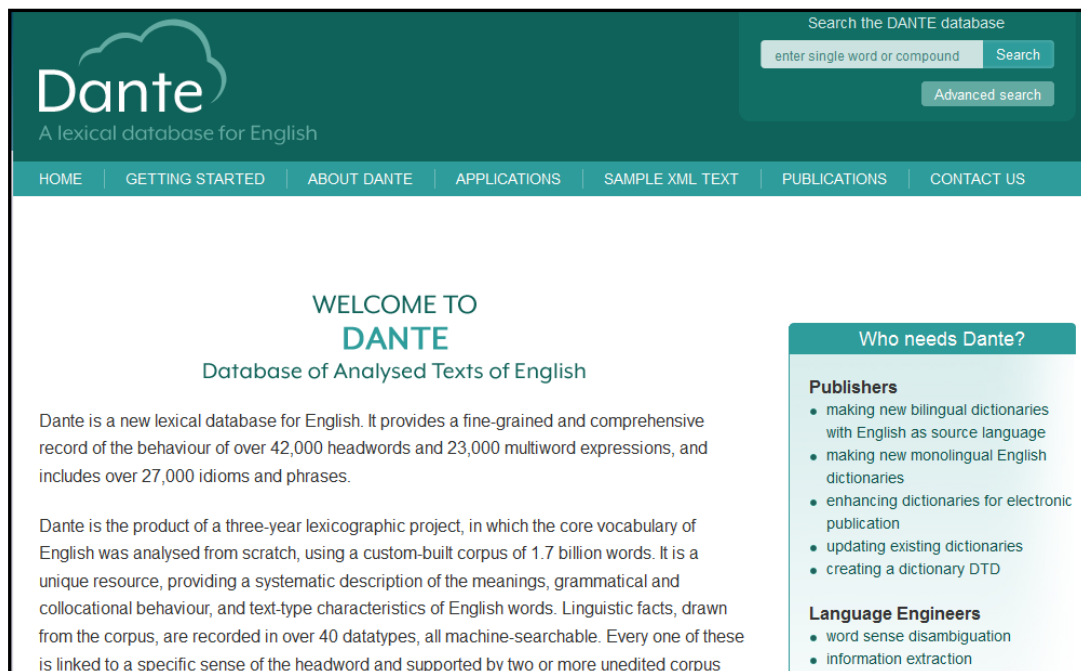 Search the DANTE database
enter single word or compound
Search
Advanced search
Dante
A lexical database for English
HOME
GETTING STARTED
ABOUT DANTE
APPLICATIONS
SAMPLE XML TEXT
PUBLICATIONS
CONTACT US
WELCOME TO
DANTE
Database of Analysed Texts of English
Dante is a new lexical database for English. It provides a fine-grained and comprehensive
record of the behaviour of over 42,000 headwords and 23,000 multiword expressions, and
includes over 27,000 idioms and phrases.
Dante is the product of a three-year lexicographic project, in which the core vocabulary of
English was analysed from scratch, using a custom-built corpus of 1.7 billion words. It is a
unique resource, providing a systematic description of the meanings, grammatical and
collocational behaviour, and text-type characteristics of English words. Linguistic facts, drawn
from the corpus, are recorded in over 40 datatypes, all machine-searchable. Every one of these
is linked to a specific sense of the headword and supported by two or more unedited corpus
Who needs Dante?
Publishers
making new bilingual dictionaries
with English as source language
making new monolingual English
dictionaries
enhancing dictionaries for electronic
publication
updating existing dictionaries
creating a dictionary DTD
Language Engineers
word sense disambiguation
information extraction